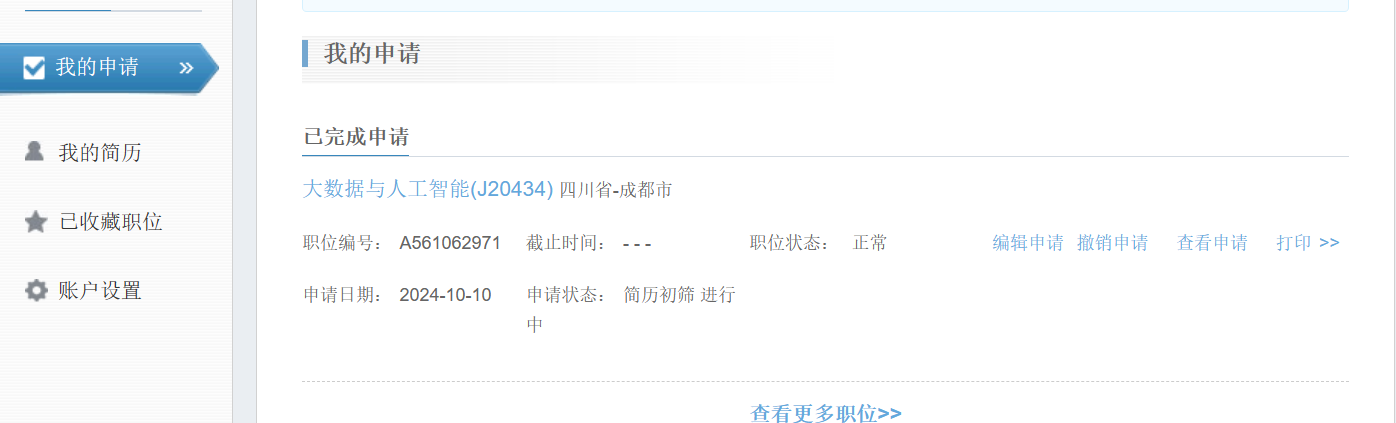 我的申请
我的申请
我的简历
已收藏职位
账户设置
已完成申请
大数据与人工智能(J20434) 四川省-成都市
职位编号： A561062971 截止时间： - - - 职位状态： 正常 编辑申请 撤销申请 查看申请 打印 >>
申请日期： 2024-10-10 申请状态： 简历初筛 进行
中
查看更多职位>>